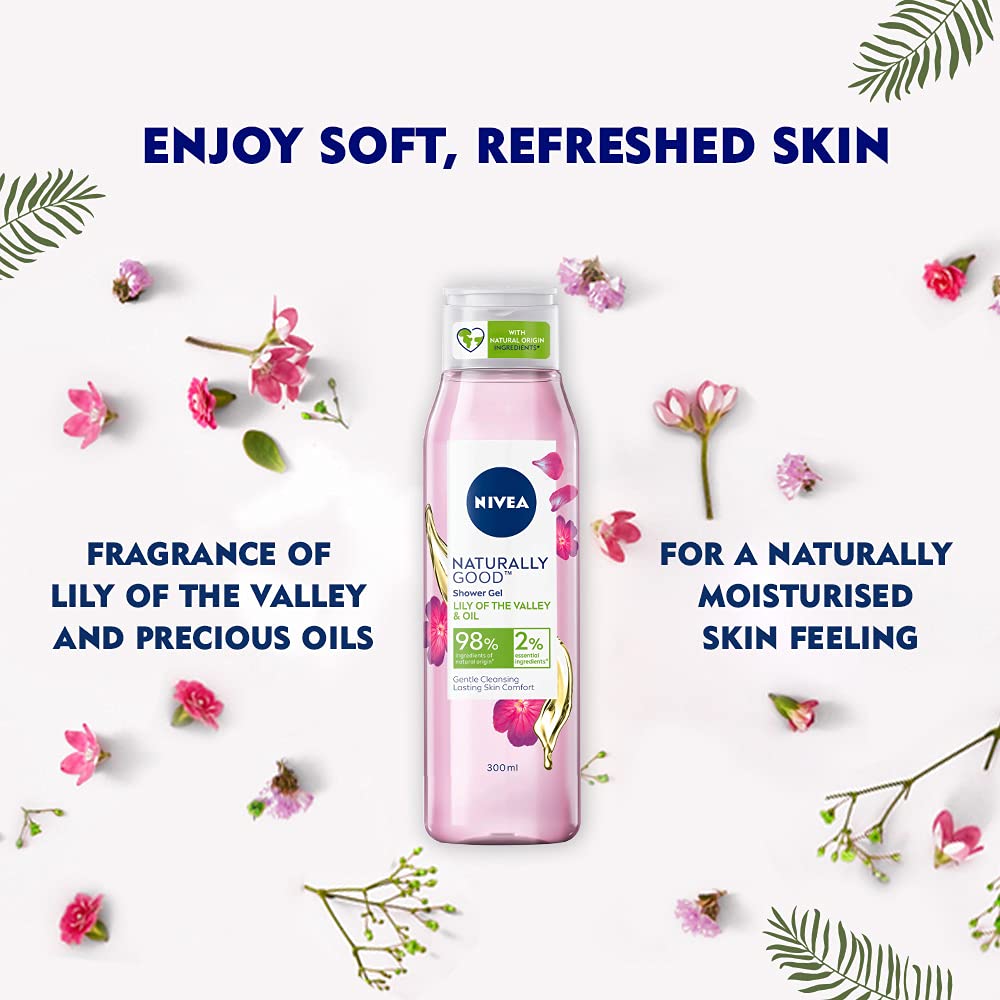 ENJOY SOFT, REFRESHED SKIN
WITH
NATURAL ORIGIN
INGREDIENTS*
NIVEA
NATURALLY
GOOD™
Shower Gel
LILY OF THE VALLEY
& OIL
98%
ingredients of
natural origin*
2%
essential
ingredients*
Gentle Cleansing
Lasting Skin Comfort
300ml
FRAGRANCE OF
LILY OF THE VALLEY
AND PRECIOUS OILS
FOR A NATURALLY
MOISTURISED
SKIN FEELING